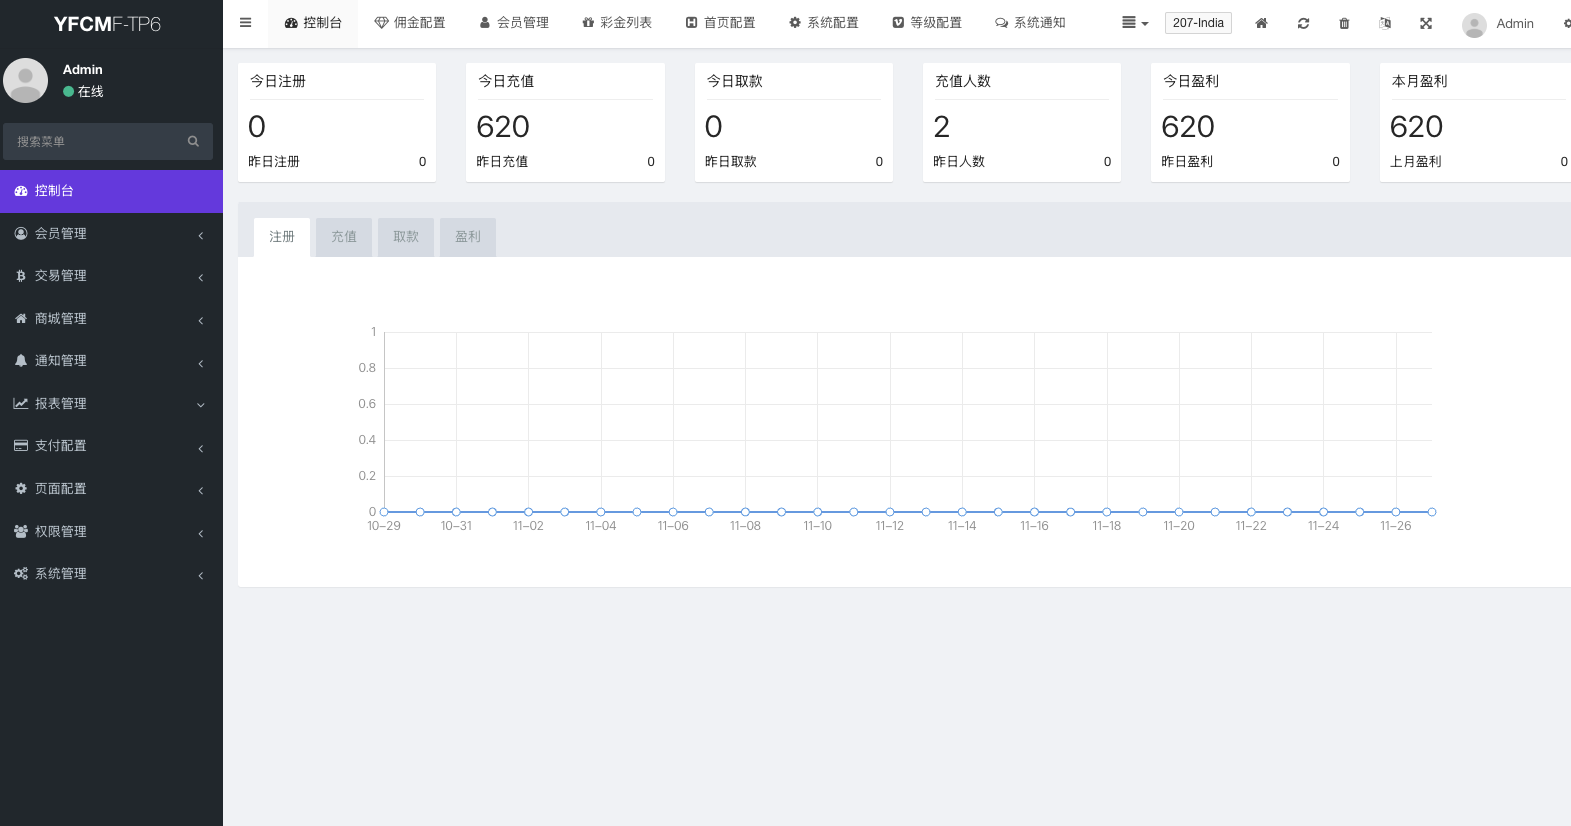 YFCMF-TP6
Admin
在线
搜索菜单
控制台
会员管理
交易管理
商城管理
通知管理
报表管理
支付配置
页面配置
权限管理
系统管理
控制台 佣金配置 会员管理 彩金列表 首页配置 系统配置 等级配置 系统通知 207-India Admin
今日注册
0
昨日注册 0
今日充值
620
昨日充值 0
今日取款
0
昨日取款 0
充值人数
2
昨日人数 0
今日盈利
620
昨日盈利 0
本月盈利
620
上月盈利 0
注册 充值 取款 盈利
1
0.8
0.6
0.4
0.2
0
10-29 10-31 11-02 11-04 11-06 11-08 11-10 11-12 11-14 11-16 11-18 11-20 11-22 11-24 11-26